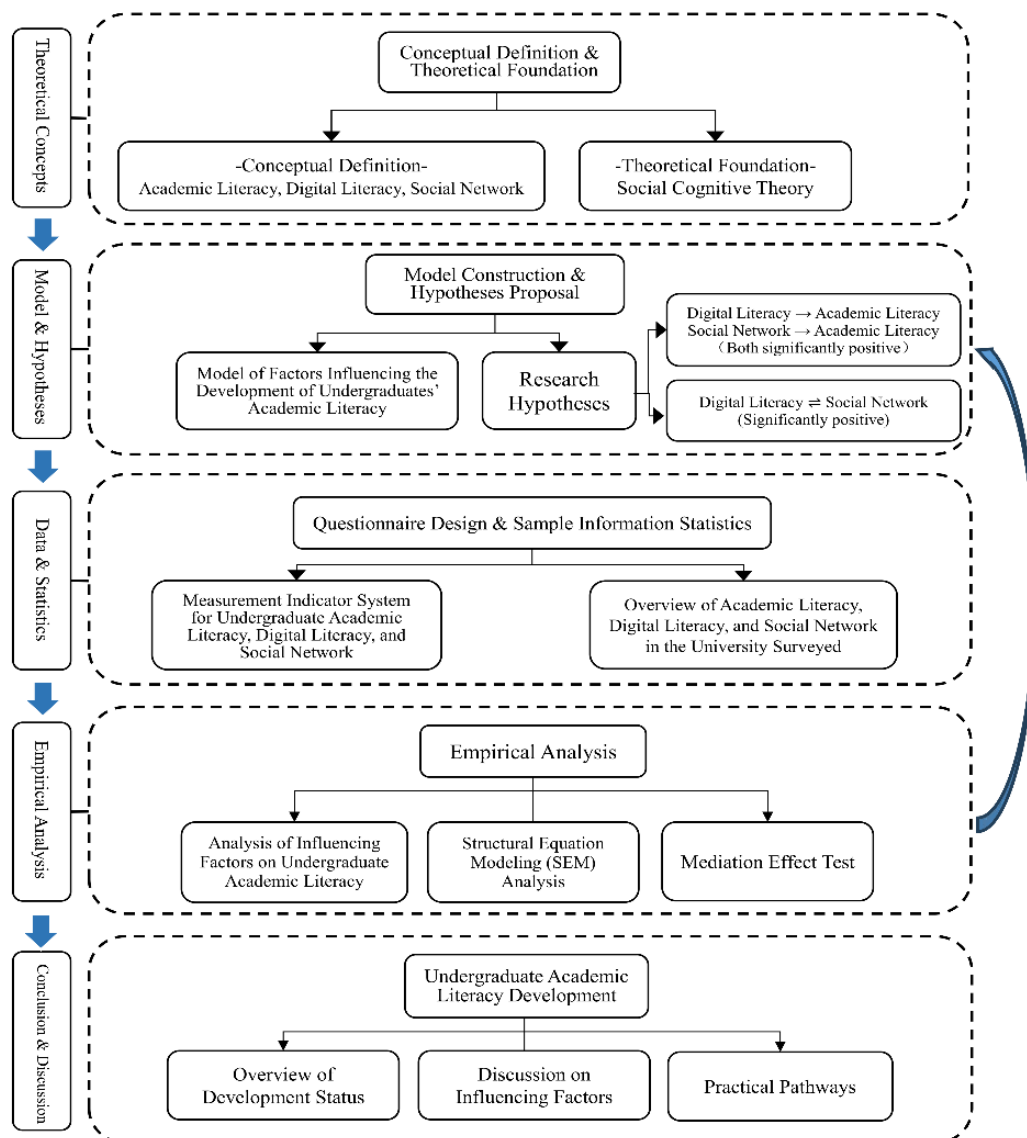 Theoretical Concepts
Conceptual Definition &
Theoretical Foundation
-Conceptual Definition-
Academic Literacy, Digital Literacy, Social Network
-Theoretical Foundation-
Social Cognitive Theory
Model & Hypotheses
Model Construction &
Hypotheses Proposal
Model of Factors Influencing the
Development of Undergraduates’
Academic Literacy
Research
Hypotheses
Digital Literacy → Academic Literacy
Social Network → Academic Literacy
（Both significantly positive）
Digital Literacy ⇌ Social Network
(Significantly positive)
Data & Statistics
Questionnaire Design & Sample Information Statistics
Measurement Indicator System
for Undergraduate Academic
Literacy, Digital Literacy, and
Social Network
Overview of Academic Literacy,
Digital Literacy, and Social Network
in the University Surveyed
Empirical Analysis
Empirical Analysis
Analysis of Influencing
Factors on Undergraduate
Academic Literacy
Structural Equation
Modeling (SEM)
Analysis
Mediation Effect Test
Conclusion & Discussion
Undergraduate Academic
Literacy Development
Overview of
Development Status
Discussion on
Influencing Factors
Practical Pathways